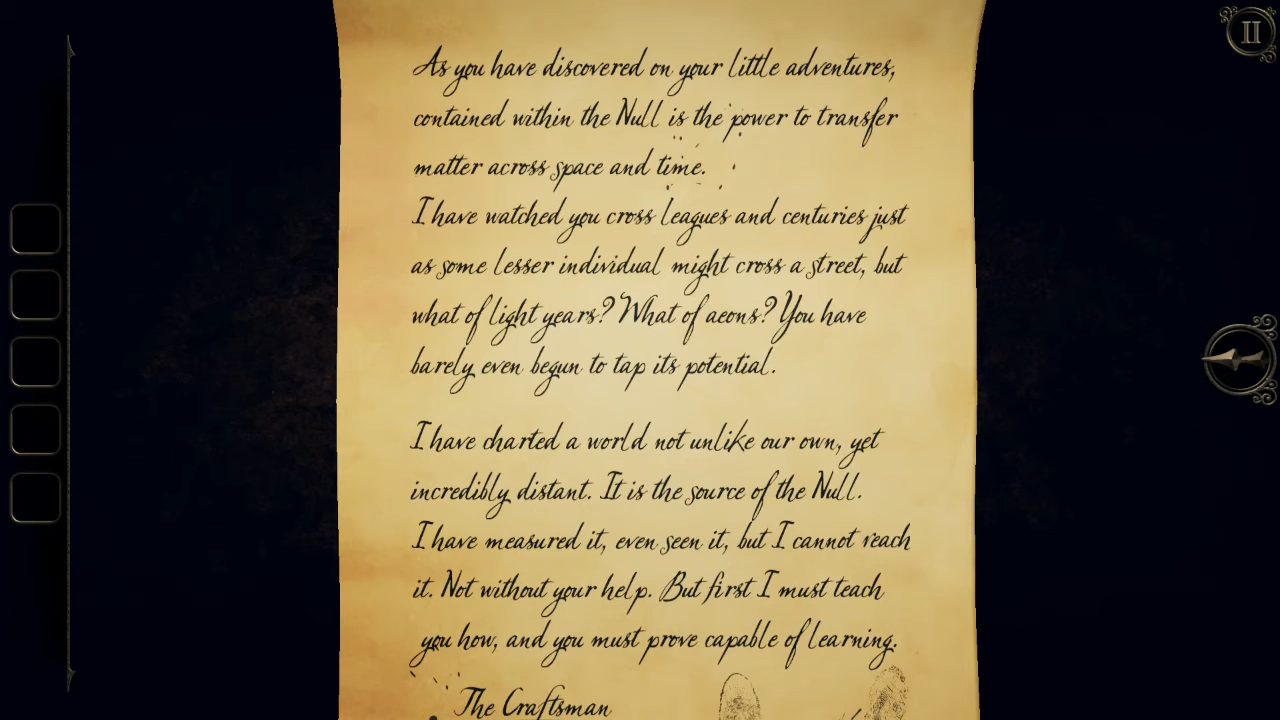 As you have discovered on your little adventures,
contained within the Null is the power to transfer
matter across space and time.
I have watched you cross leagues and centuries just
as some lesser individual might cross a street, but
what of light years? What of aeons? You have
barely even begun to tap its potential.
I have charted a world not unlike our own, yet
incredibly distant. It is the source of the Null.
I have measured it, even seen it, but I cannot reach
it. Not without your help. But first I must teach
you how, and you must prove capable of learning.
The Craftsman